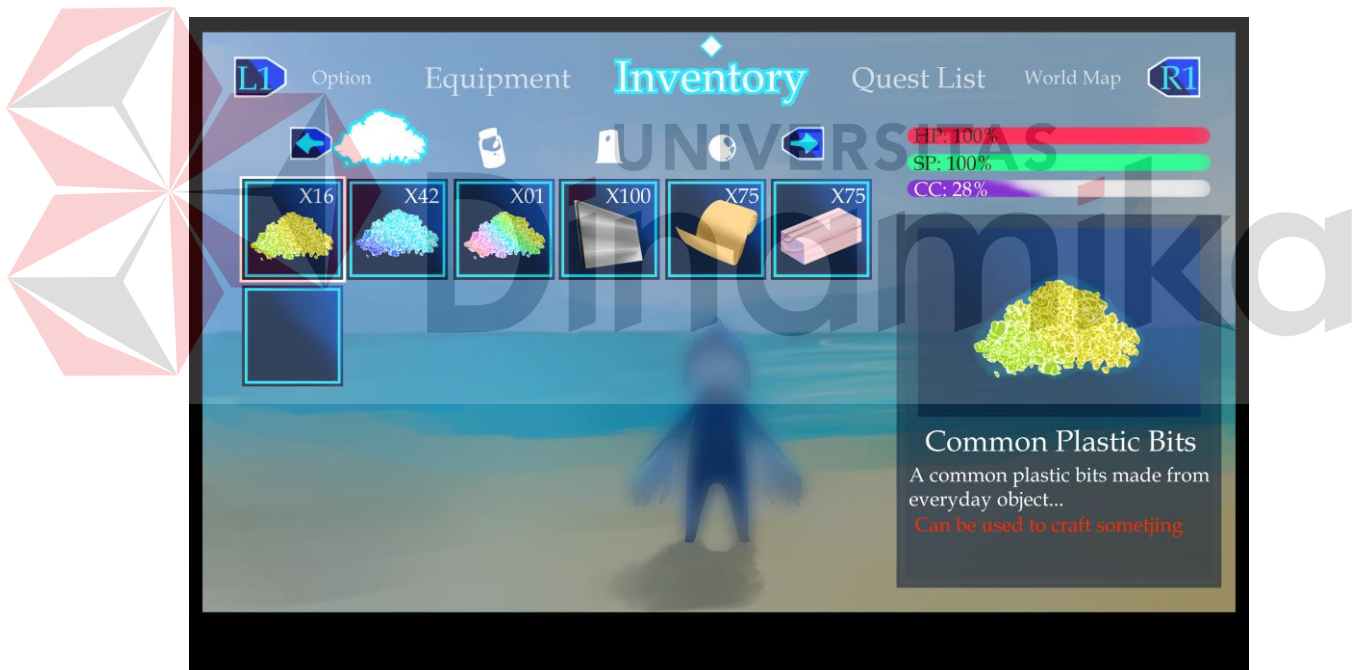 L1 Option Equipment Inventory Quest List World Map R1
UNIVERSITAS
Dinamika
HP: 100%
SP: 100%
CC: 28%
X16 X42 X01 X100 X75 X75
Common Plastic Bits
A common plastic bits made from
everyday object...
Can be used to craft sometjing